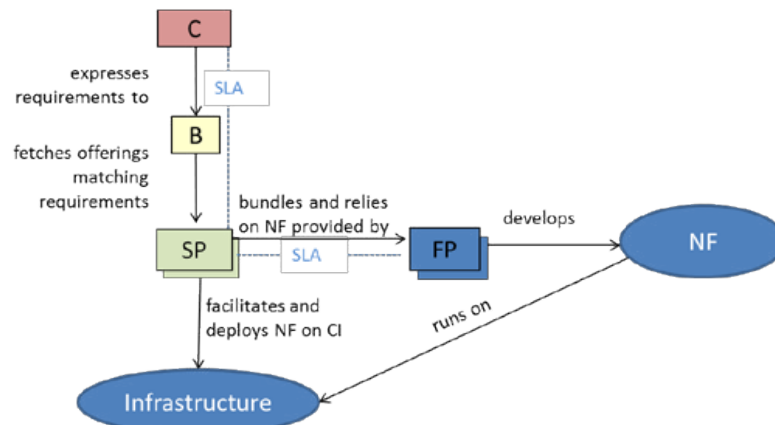 C
expresses
requirements to
SLA
B
fetches offerings
matching
requirements
bundles and relies
on NF provided by
develops
SP
SLA
FP
NF
facilitates and
deploys NF on CI
runs on
Infrastructure